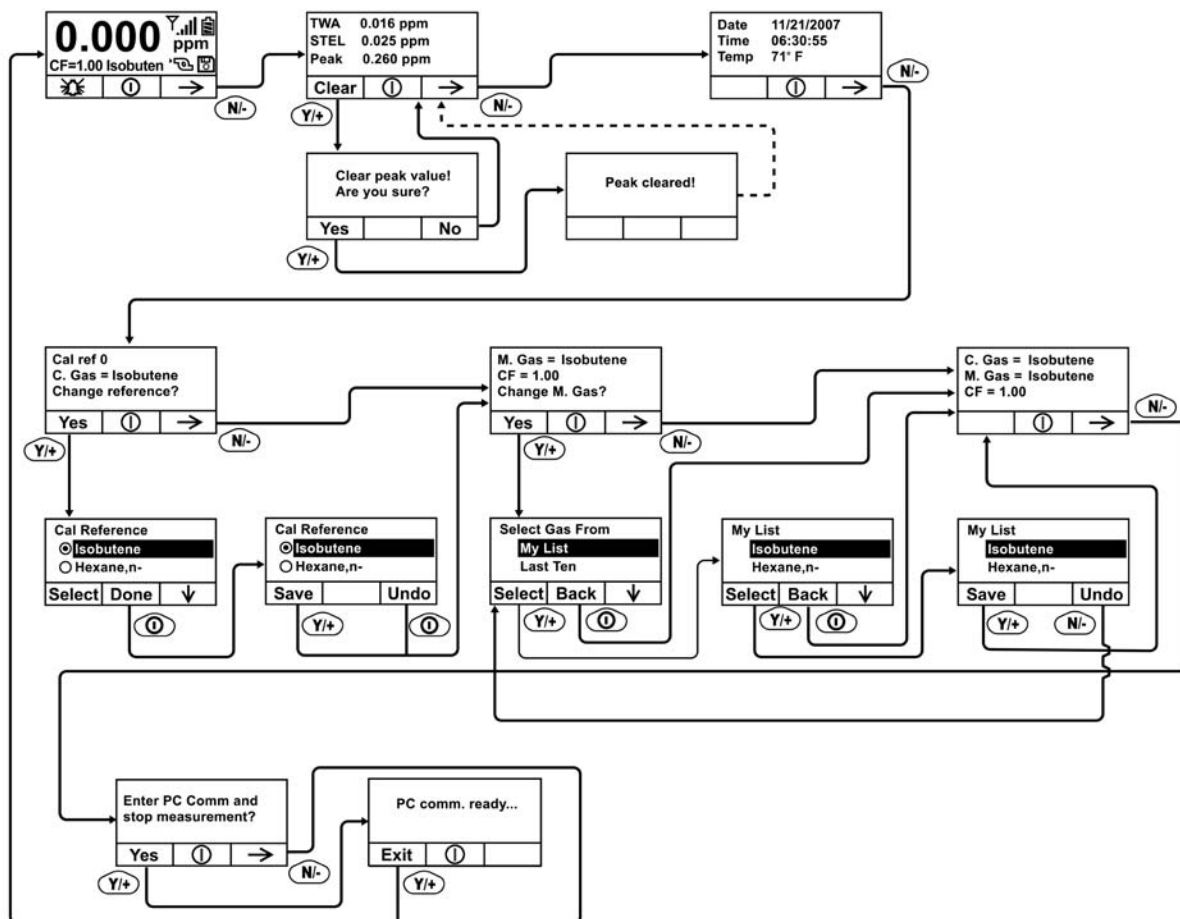 0.000 ppm
CF=1.00 Isobuten
N/-
TWA 0.016 ppm
STEL 0.025 ppm
Peak 0.260 ppm
Clear
Y/+
N/-
Date 11/21/2007
Time 06:30:55
Temp 71° F
N/-
Clear peak value!
Are you sure?
Yes No
Y/+
Peak cleared!
Cal ref 0
C. Gas = Isobutene
Change reference?
Yes
Y/+
N/-
M. Gas = Isobutene
CF = 1.00
Change M. Gas?
Yes
Y/+
N/-
C. Gas = Isobutene
M. Gas = Isobutene
CF = 1.00
N/-
Cal Reference
Isobutene
Hexane,n-
Select Done
Cal Reference
Isobutene
Hexane,n-
Save Undo
Y/+
Select Gas From
My List
Last Ten
Select Back
Y/+
My List
Isobutene
Hexane,n-
Select Back
Y/+
My List
Isobutene
Hexane,n-
Save Undo
Y/+ N/-
Enter PC Comm and
stop measurement?
Yes
Y/+
N/-
PC comm. ready...
Exit
Y/+